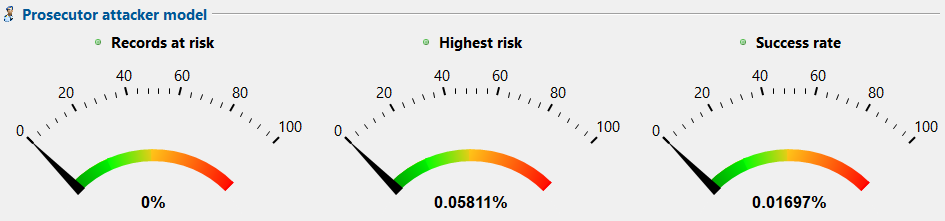 Prosecutor attacker model
Records at risk
0 20 40 60 80 100
0%
Highest risk
0 20 40 60 80 100
0.05811%
Success rate
0 20 40 60 80 100
0.01697%